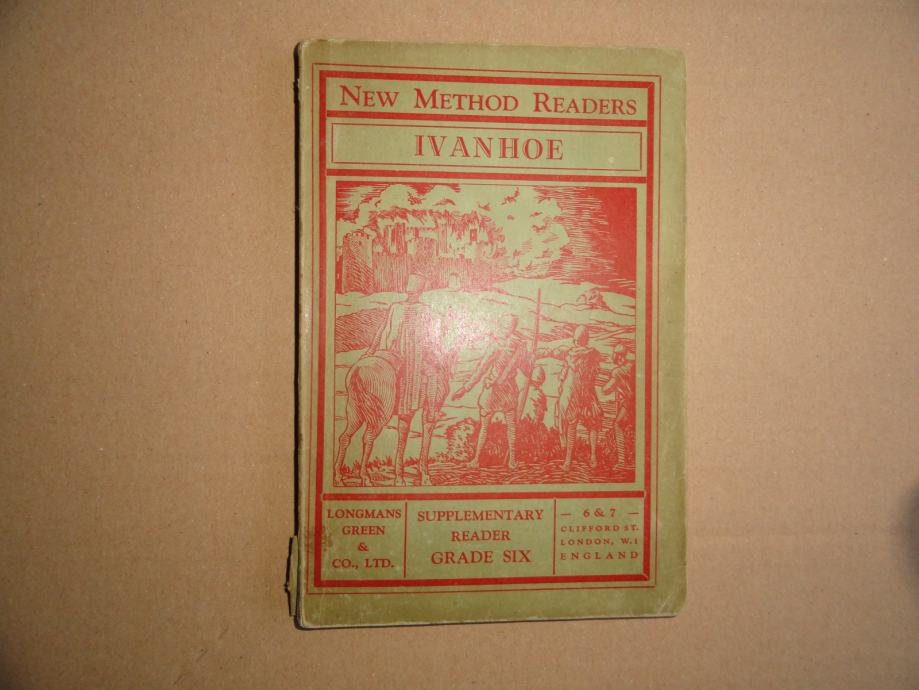 New Method Readers
IVANHOE
LONGMANS
GREEN
&
CO., LTD.
SUPPLEMENTARY
READER
GRADE SIX
— 6 & 7 —
CLIFFORD ST.
LONDON, W.1
ENGLAND